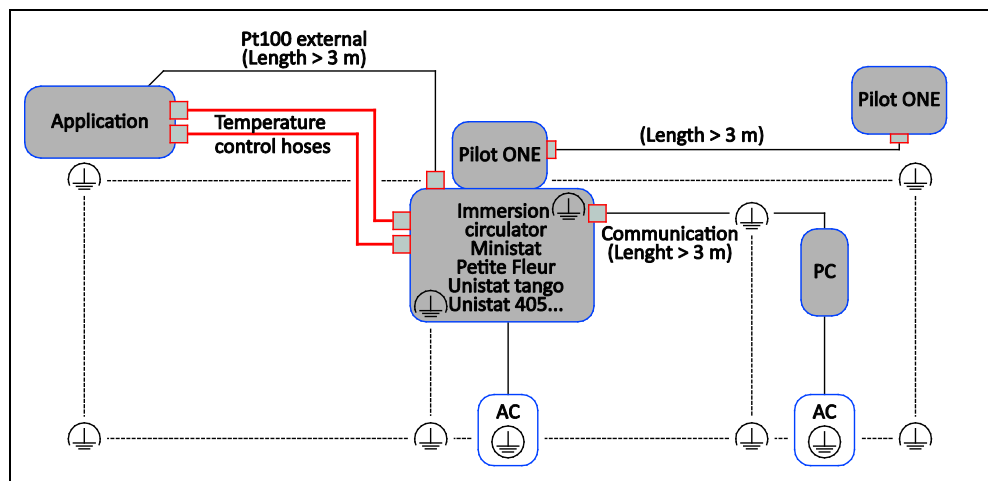 Pt100 external
(Length > 3 m)
Application
Temperature
control hoses
Pilot ONE
(Length > 3 m)
Pilot ONE
Immersion
circulator
Ministat
Petite Fleur
Unistat tango
Unistat 405...
Communication
(Lenght > 3 m)
PC
AC
AC